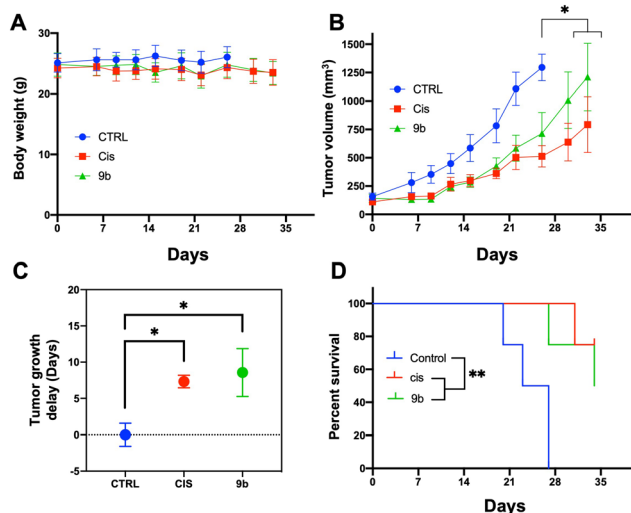 A
Body weight (g)
30
20
10
0
CTRL
Cis
9b
0 7 14 21 28 35
Days
B
Tumor volume (mm³)
*
1500
1250
1000
750
500
250
0
CTRL
Cis
9b
0 7 14 21 28 35
Days
C
Tumor growth
delay (Days)
20
15
10
5
0
-5
*
*
CTRL CIS 9b
D
Percent survival
100
80
60
40
20
0
Control
cis
9b
**
0 7 14 21 28 35
Days